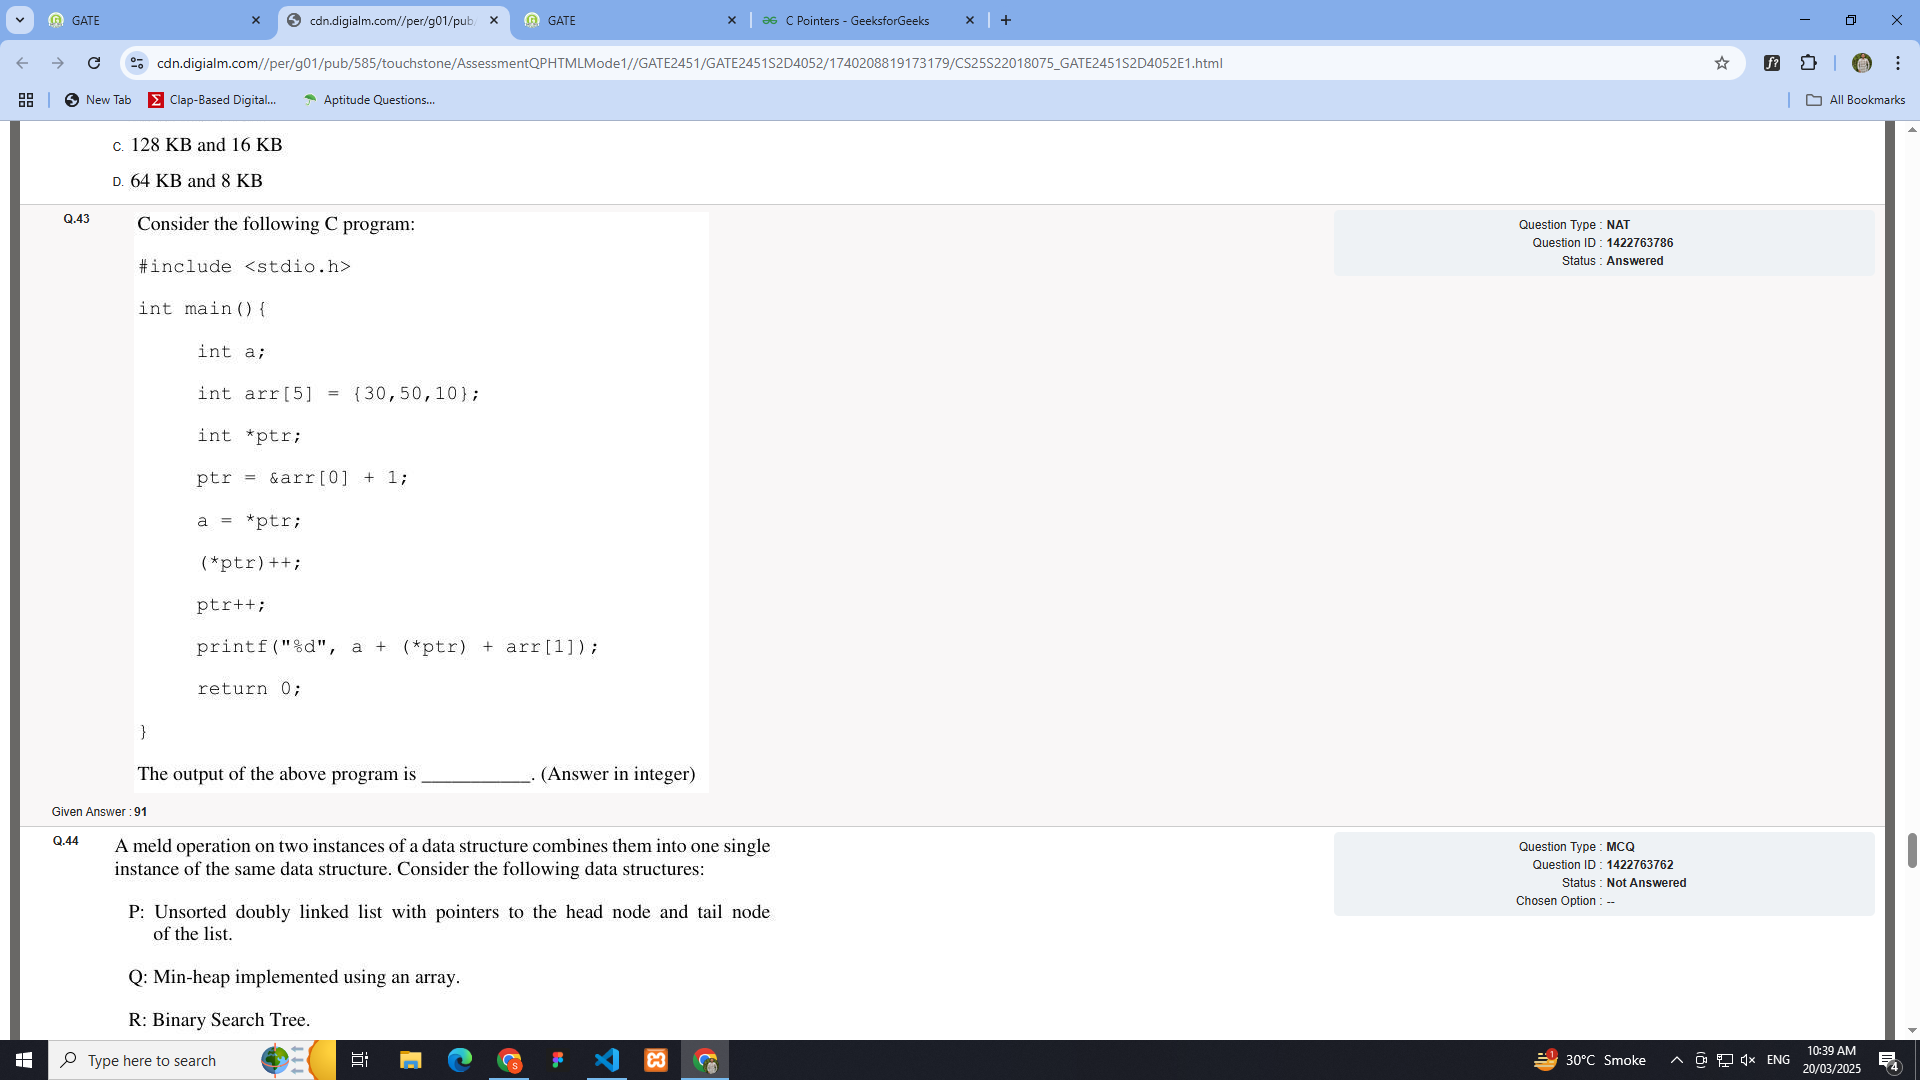 GATE
cdn.digialm.com//per/g01/pub
GATE
C Pointers - GeeksforGeeks
cdn.digialm.com//per/g01/pub/585/touchstone/AssessmentQPHTMLMode1//GATE2451/GATE2451S2D4052/1740208819173179/CS25S22018075_GATE2451S2D4052E1.html
New Tab
Clap-Based Digital...
Aptitude Questions...
All Bookmarks
C. 128 KB and 16 KB
D. 64 KB and 8 KB
Q.43
Consider the following C program:
#include <stdio.h>
int main(){
int a;
int arr[5] = {30,50,10};
int *ptr;
ptr = &arr[0] + 1;
a = *ptr;
(*ptr)++;
ptr++;
printf("%d", a + (*ptr) + arr[1]);
return 0;
}
The output of the above program is ___________. (Answer in integer)
Question Type : NAT
Question ID : 1422763786
Status : Answered
Given Answer : 91
Q.44
A meld operation on two instances of a data structure combines them into one single
instance of the same data structure. Consider the following data structures:
P: Unsorted doubly linked list with pointers to the head node and tail node
of the list.
Q: Min-heap implemented using an array.
R: Binary Search Tree.
Question Type : MCQ
Question ID : 1422763762
Status : Not Answered
Chosen Option : --
Type here to search
1
30°C Smoke
ENG
10:39 AM
20/03/2025
4